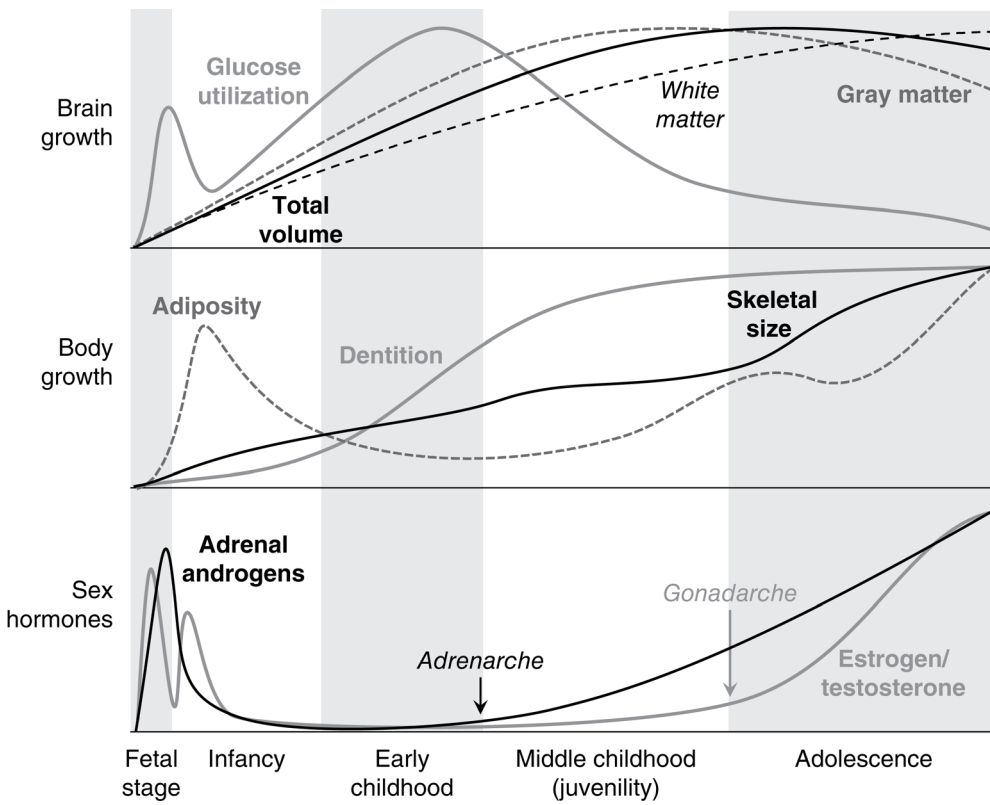 Glucose
utilization
Brain
growth
White
matter
Gray matter
Total
volume
Adiposity
Skeletal
size
Dentition
Body
growth
Adrenal
androgens
Sex
hormones
Gonadarche
Adrenarche
Estrogen/
testosterone
Fetal
stage
Infancy
Early
childhood
Middle childhood
(juvenility)
Adolescence